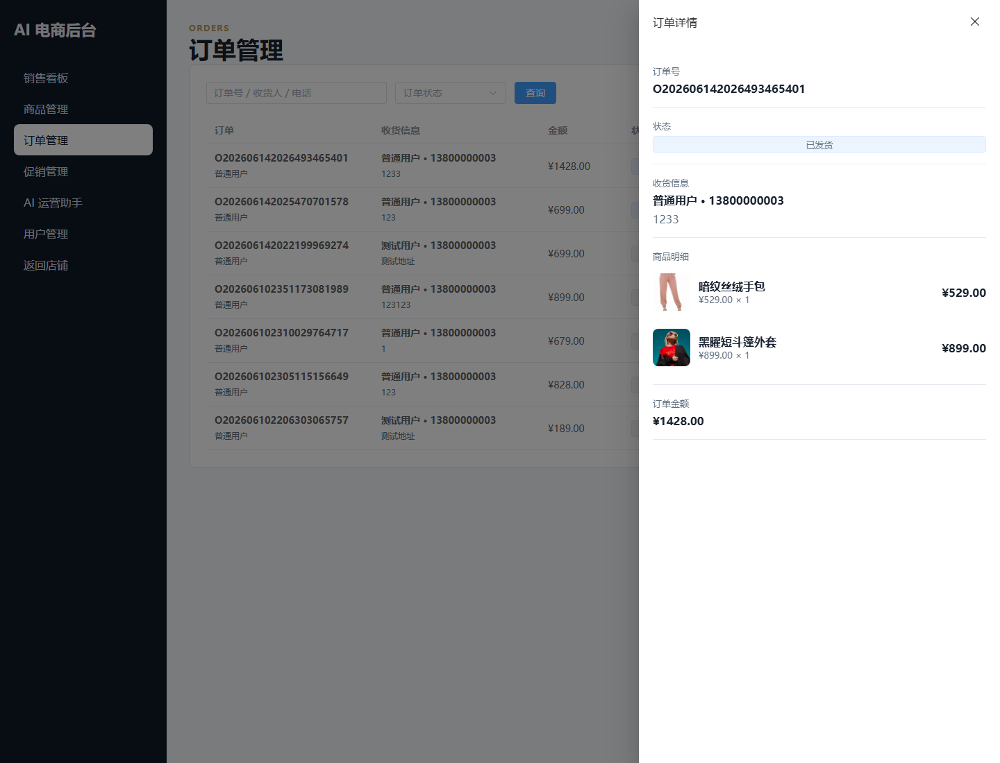 AI 电商后台
销售看板
商品管理
订单管理
促销管理
AI 运营助手
用户管理
返回店铺
ORDERS
订单管理
订单号 / 收货人 / 电话
订单状态
查询
订单 收货信息 金额
O202606142026493465401 普通用户 • 13800000003 ¥1428.00
普通用户 1233
O202606142025470701578 普通用户 • 13800000003 ¥699.00
普通用户 123
O202606142022199969274 测试用户 • 13800000003 ¥699.00
普通用户 测试地址
O202606102351173081989 普通用户 • 13800000003 ¥899.00
普通用户 123123
O202606102310029764717 普通用户 • 13800000003 ¥679.00
普通用户 1
O202606102305115156649 普通用户 • 13800000003 ¥828.00
普通用户 123
O202606102206303065757 测试用户 • 13800000003 ¥189.00
普通用户 测试地址
订单详情
订单号
O202606142026493465401
状态
已发货
收货信息
普通用户 • 13800000003
1233
商品明细
暗纹丝绒手包
¥529.00 × 1
¥529.00
黑曜短斗篷外套
¥899.00 × 1
¥899.00
订单金额
¥1428.00